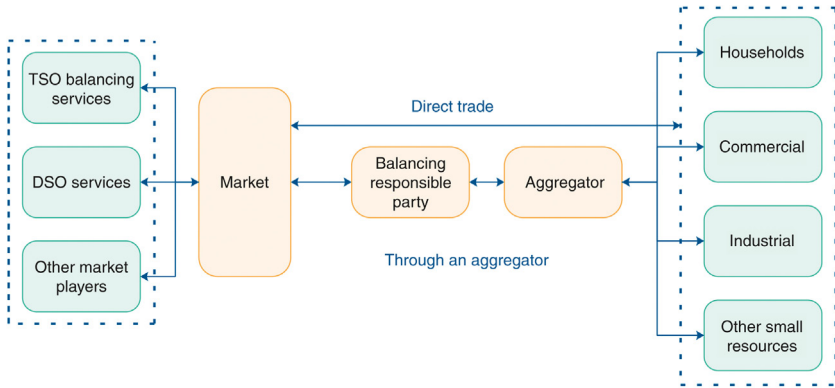 TSO balancing
services
DSO services
Other market
players
Market
Direct trade
Balancing
responsible
party
Aggregator
Through an aggregator
Households
Commercial
Industrial
Other small
resources